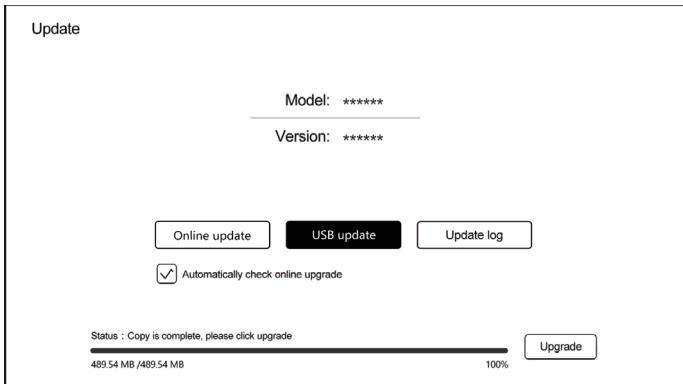 Update
Model: ******
Version: ******
Online update
USB update
Update log
Automatically check online upgrade
Status : Copy is complete, please click upgrade
Upgrade
489.54 MB /489.54 MB
100%